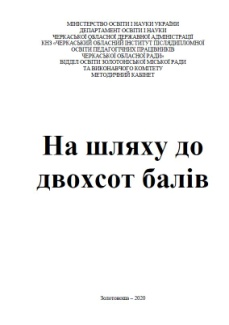 МІНІСТЕРСТВО ОСВІТИ І НАУКИ УКРАЇНИ
ДЕПАРТАМЕНТ ОСВІТИ І НАУКИ
ЧЕРКАСЬКОЇ ОБЛАСНОЇ ДЕРЖАВНОЇ АДМІНІСТРАЦІЇ
КНЗ «ЧЕРКАСЬКИЙ ОБЛАСНИЙ ІНСТИТУТ ПІСЛЯДИПЛОМНОЇ
ОСВІТИ ПЕДАГОГІЧНИХ ПРАЦІВНИКІВ
ЧЕРКАСЬКОЇ ОБЛАСНОЇ РАДИ»
ВІДДІЛ ОСВІТИ ЗОЛОТОНІСЬКОЇ МІСЬКОЇ РАДИ
ТА ВИКОНАВЧОГО КОМІТЕТУ
МЕТОДИЧНИЙ КАБІНЕТ
На шляху до
двохсот балів
Золотоноша – 2020